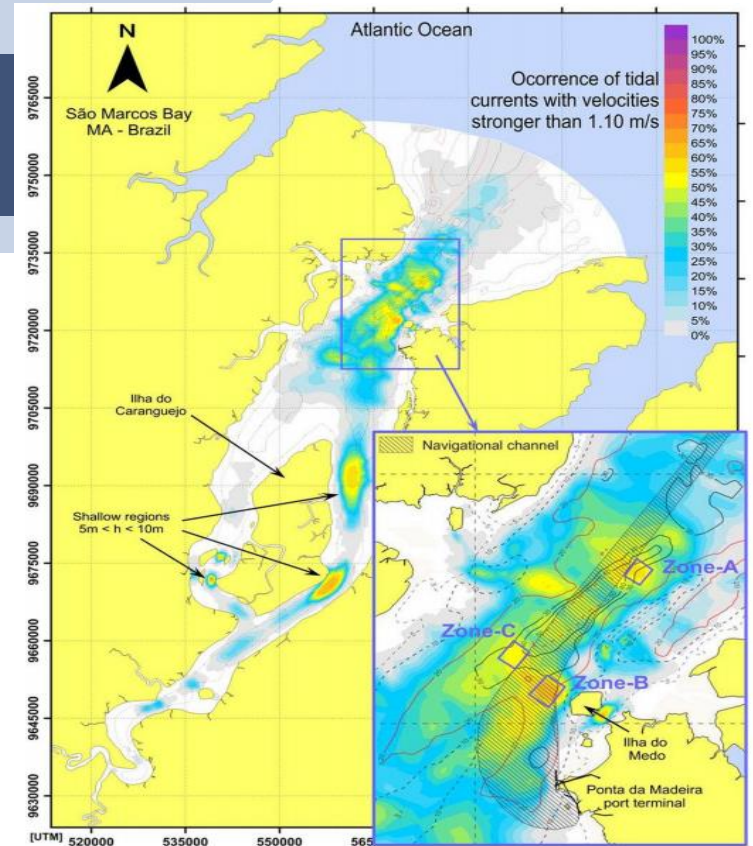 Atlantic Ocean
N
São Marcos Bay
MA - Brazil
Ocorrence of tidal
currents with velocities
stronger than 1.10 m/s
100%
95%
90%
85%
80%
75%
70%
65%
60%
55%
50%
45%
40%
35%
30%
25%
20%
15%
10%
5%
0%
9765000
9750000
9735000
9720000
9705000
9690000
9675000
9660000
9645000
9630000
Ilha do
Caranguejo
Shallow regions
5m < h < 10m
Navigational channel
Zone-A
Zone-C
Zone-B
Ilha do
Medo
Ponta da Madeira
port terminal
[UTM]
520000
535000
550000
565